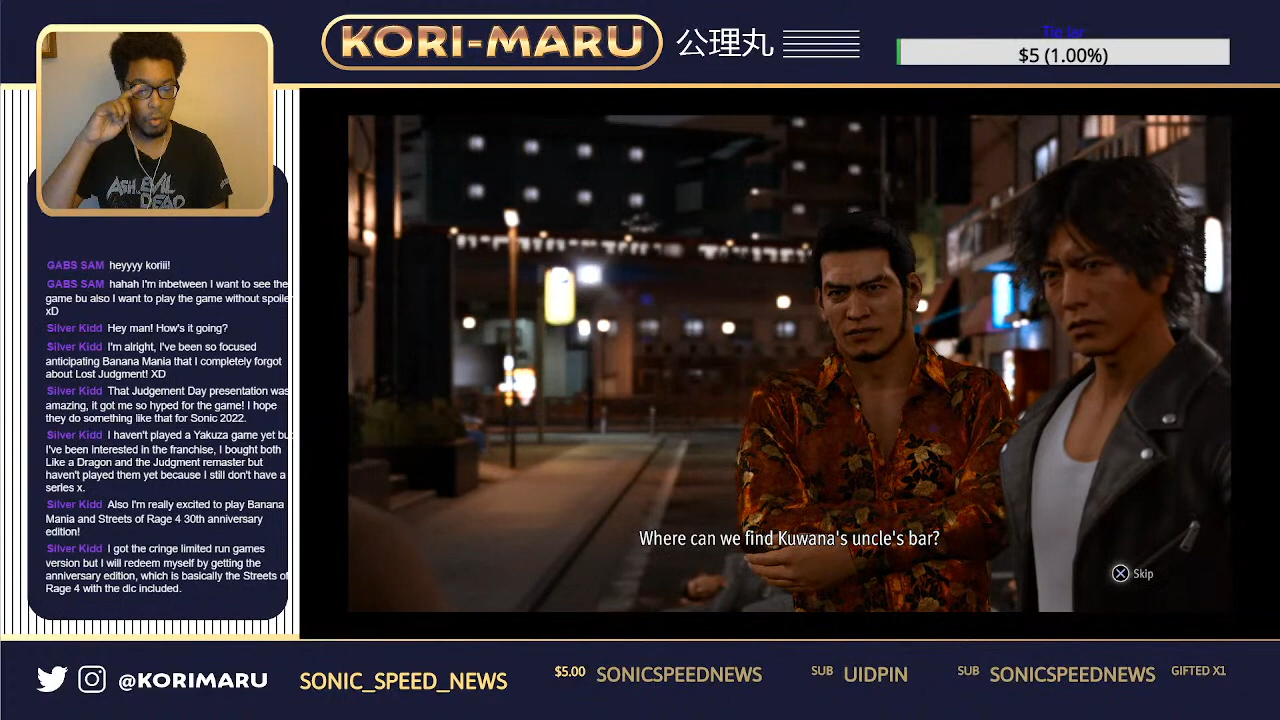 KORI-MARU 公理丸
Tip Jar
$5 (1.00%)
ASH EVIL
DEAD
GABS SAM heyyyy koriii!
GABS SAM hahah I'm inbetween I want to see the
game bu also I want to play the game without spoile
xD
Silver Kidd Hey man! How's it going?
Silver Kidd I'm alright, I've been so focused
anticipating Banana Mania that I completely forgot
about Lost Judgment! XD
Silver Kidd That Judgement Day presentation was
amazing, it got me so hyped for the game! I hope
they do something like that for Sonic 2022.
Silver Kidd I haven't played a Yakuza game yet bu
I've been interested in the franchise, I bought both
Like a Dragon and the Judgment remaster but
haven't played them yet because I still don't have a
series x.
Silver Kidd Also I'm really excited to play Banana
Mania and Streets of Rage 4 30th anniversary
edition!
Silver Kidd I got the cringe limited run games
version but I will redeem myself by getting the
anniversary edition, which is basically the Streets of
Rage 4 with the dlc included.
Where can we find Kuwana's uncle's bar?
Skip
@KORIMARU
SONIC_SPEED_NEWS
$5.00 SONICSPEEDNEWS
SUB UIDPIN
SUB SONICSPEEDNEWS GIFTED X1